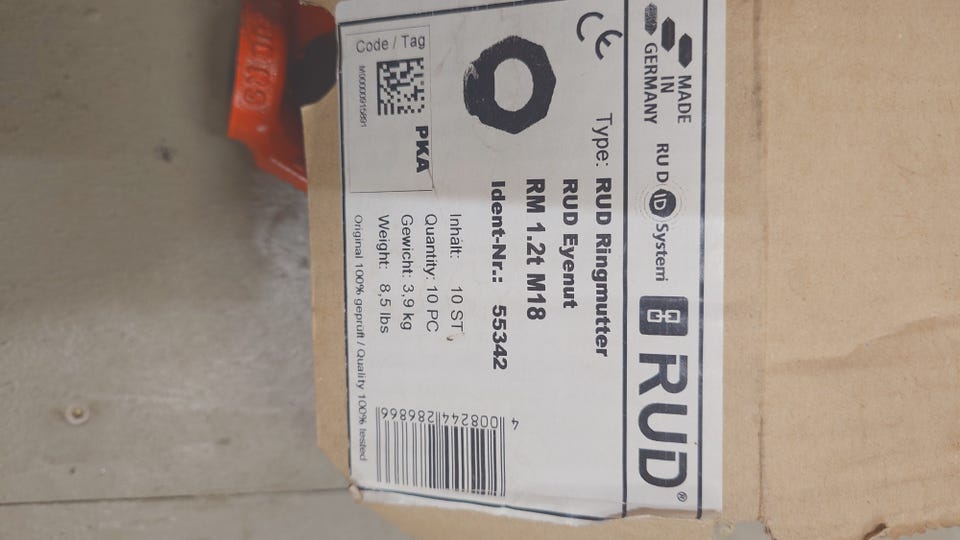 MADE
IN
GERMANY
RUD ID System
RUD®
CE
Type: RUD Ringmutter
RUD Eyenut
RM 1.2t M18
Ident-Nr.: 55342
Inhalt: 10 ST
Quantity: 10 PC
Gewicht: 3,9 kg
Weight: 8,5 lbs
Code / Tag
PKA
Original 100% geprüft / Quality 100% tested
4 008244 286866